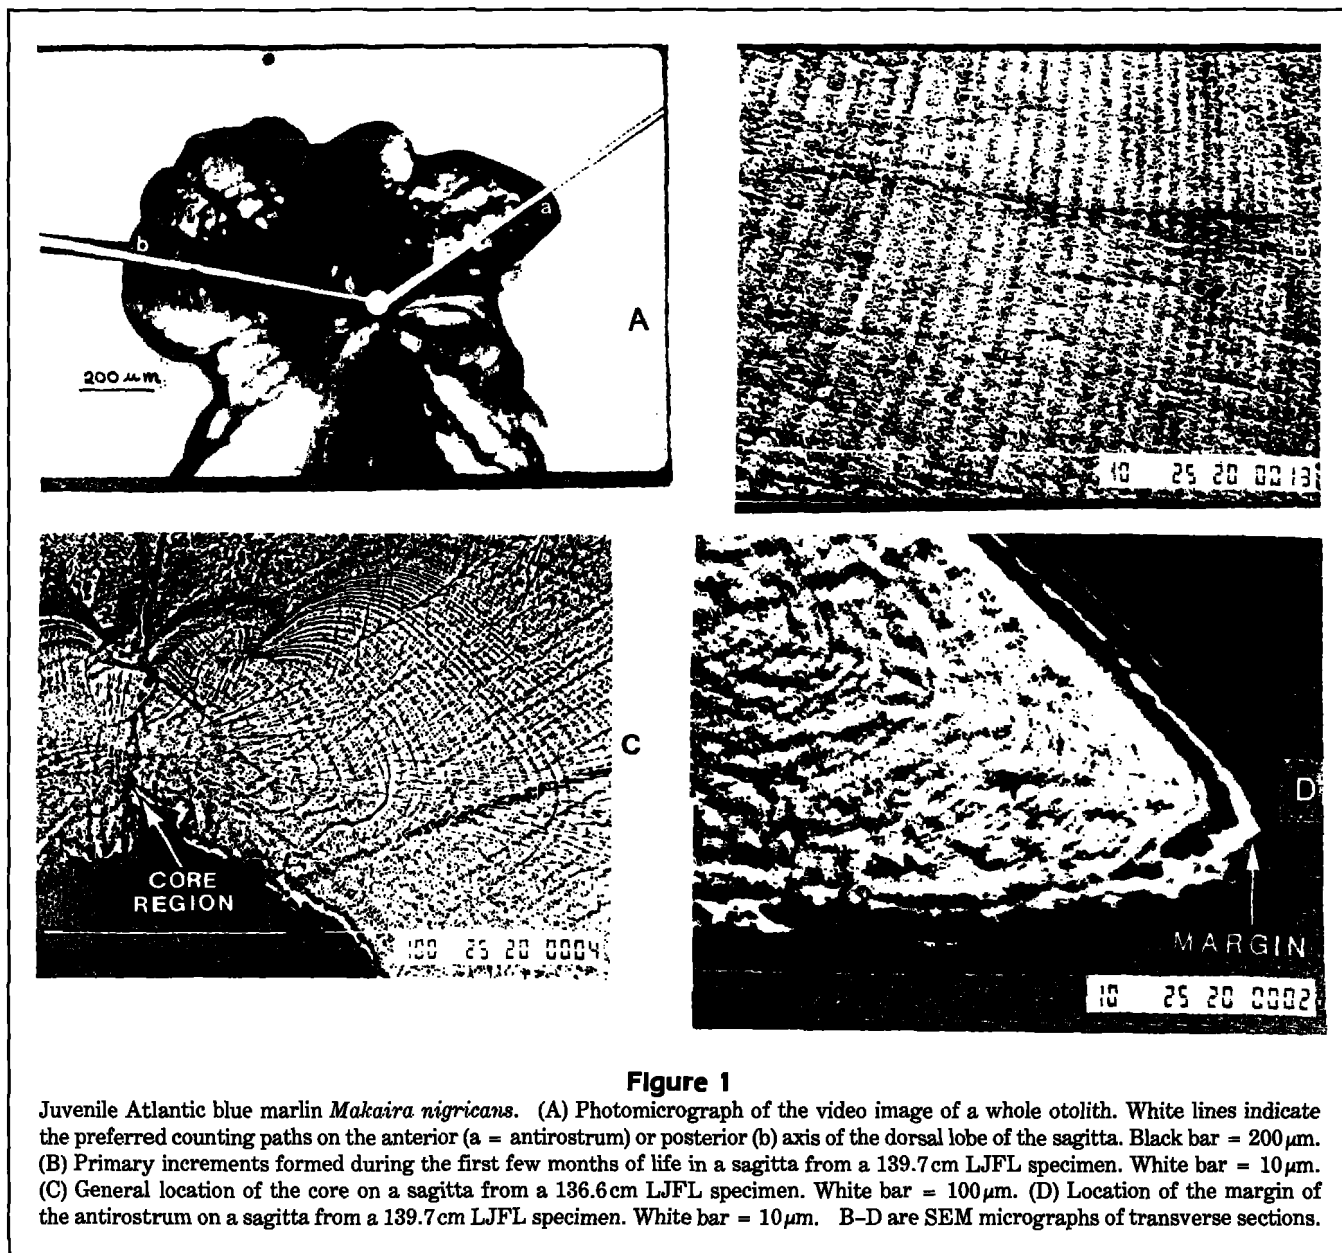 b
a
A
200 μm
10 25 20 0013
C
CORE
REGION
100 25 20 0004
D
MARGIN
10 25 20 0002
Figure 1
Juvenile Atlantic blue marlin Makaira nigricans. (A) Photomicrograph of the video image of a whole otolith. White lines indicate
the preferred counting paths on the anterior (a = antirostrum) or posterior (b) axis of the dorsal lobe of the sagitta. Black bar = 200 μm.
(B) Primary increments formed during the first few months of life in a sagitta from a 139.7 cm LJFL specimen. White bar = 10 μm.
(C) General location of the core on a sagitta from a 136.6 cm LJFL specimen. White bar = 100 μm. (D) Location of the margin of
the antirostrum on a sagitta from a 139.7 cm LJFL specimen. White bar = 10 μm. B–D are SEM micrographs of transverse sections.